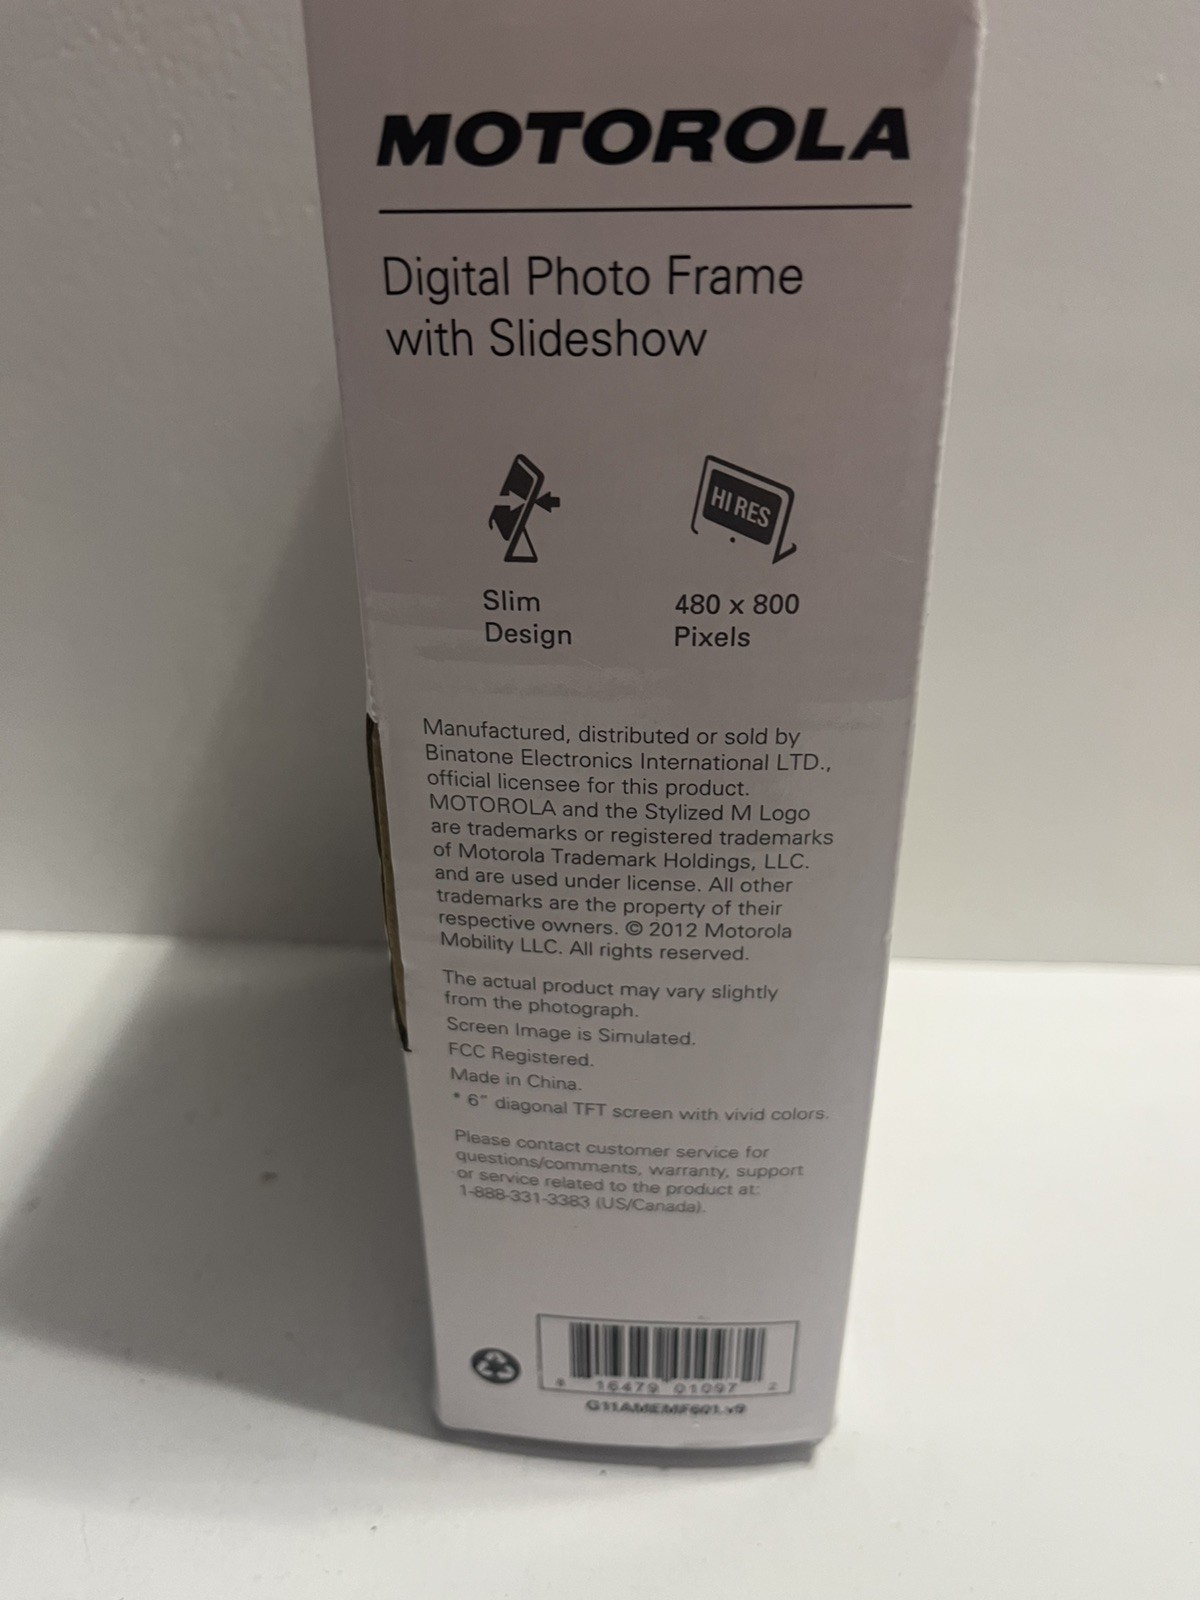 MOTOROLA
Digital Photo Frame
with Slideshow
HI RES
Slim
Design
480 x 800
Pixels
Manufactured, distributed or sold by
Binatone Electronics International LTD.,
official licensee for this product.
MOTOROLA and the Stylized M Logo
are trademarks or registered trademarks
of Motorola Trademark Holdings, LLC.
and are used under license. All other
trademarks are the property of their
respective owners. © 2012 Motorola
Mobility LLC. All rights reserved.
The actual product may vary slightly
from the photograph.
Screen Image is Simulated.
FCC Registered.
Made in China.
* 6" diagonal TFT screen with vivid colors.
Please contact customer service for
questions/comments, warranty, support
or service related to the product at:
1-888-331-3383 (US/Canada).
16479 01097 2